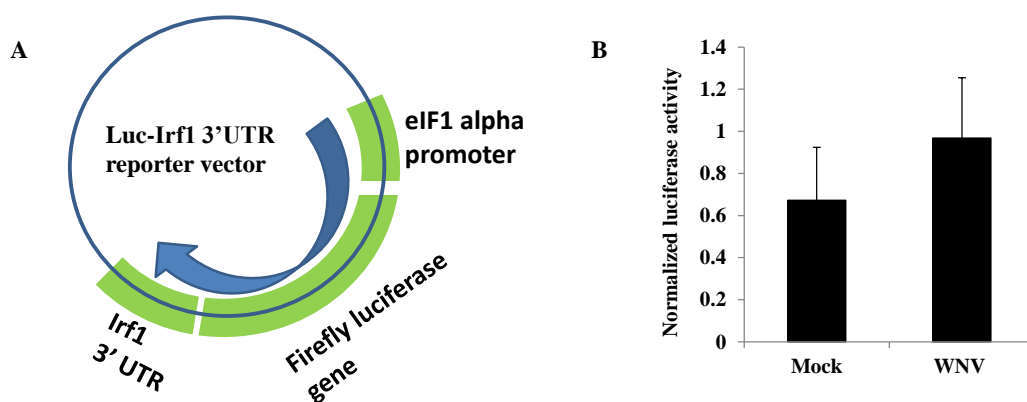 A
Luc-Irf1 3’UTR
reporter vector
eIF1 alpha
promoter
Firefly luciferase
gene
Irf1
3’ UTR
B
Normalized luciferase activity
1.4
1.2
1
0.8
0.6
0.4
0.2
0
Mock
WNV